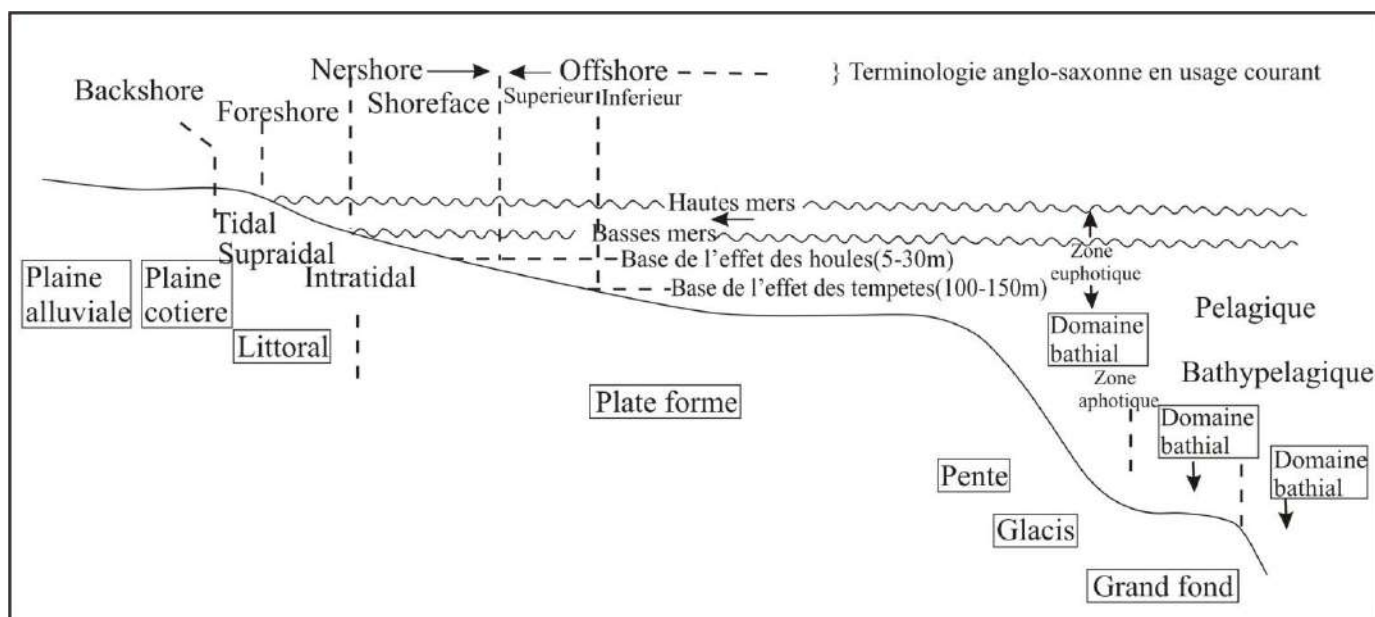 Nershore
Offshore
} Terminologie anglo-saxonne en usage courant
Backshore
Foreshore
Shoreface
Superieur
Inferieur
Hautes mers
Tidal
Supraidal
Basses mers
Intratidal
Base de l'effet des houles(5-30m)
Base de l'effet des tempetes(100-150m)
Zone
euphotique
Plaine
alluviale
Plaine
cotiere
Littoral
Plate forme
Pelagique
Domaine
bathial
Bathypelagique
Zone
aphotique
Domaine
bathial
Domaine
bathial
Pente
Glacis
Grand fond